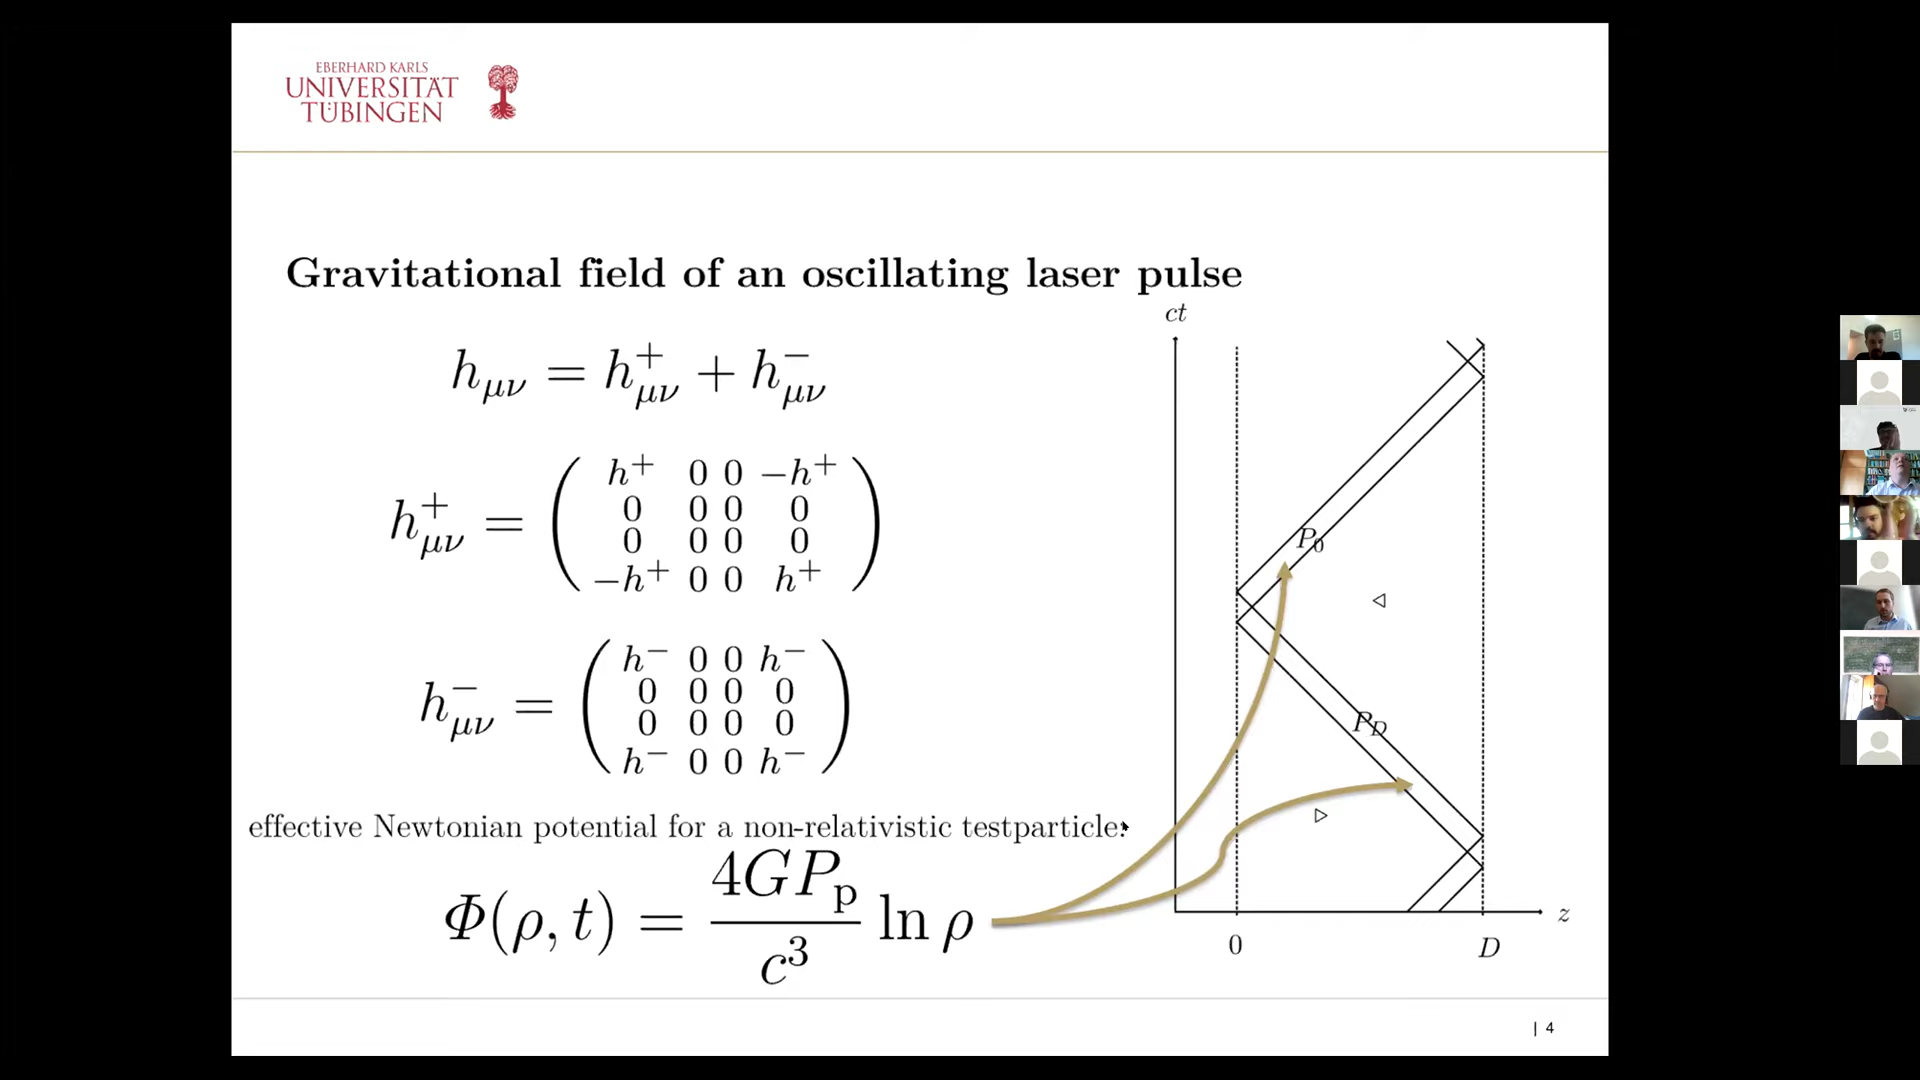 EBERHARD KARLS
UNIVERSITÄT
TÜBINGEN
Gravitational field of an oscillating laser pulse
h_{μν} = h^+_{μν} + h^-_{μν}
h^+_{μν} =
h^+ 0 0 −h^+
0 0 0 0
0 0 0 0
−h^+ 0 0 h^+
h^-_{μν} =
h^- 0 0 h^-
0 0 0 0
0 0 0 0
h^- 0 0 h^-
effective Newtonian potential for a non-relativistic testparticle:
Φ(ρ, t) = \frac{4GP_p}{c^3} ln ρ
ct
P_0
◁
P_D
▷
z
0
D
| 4